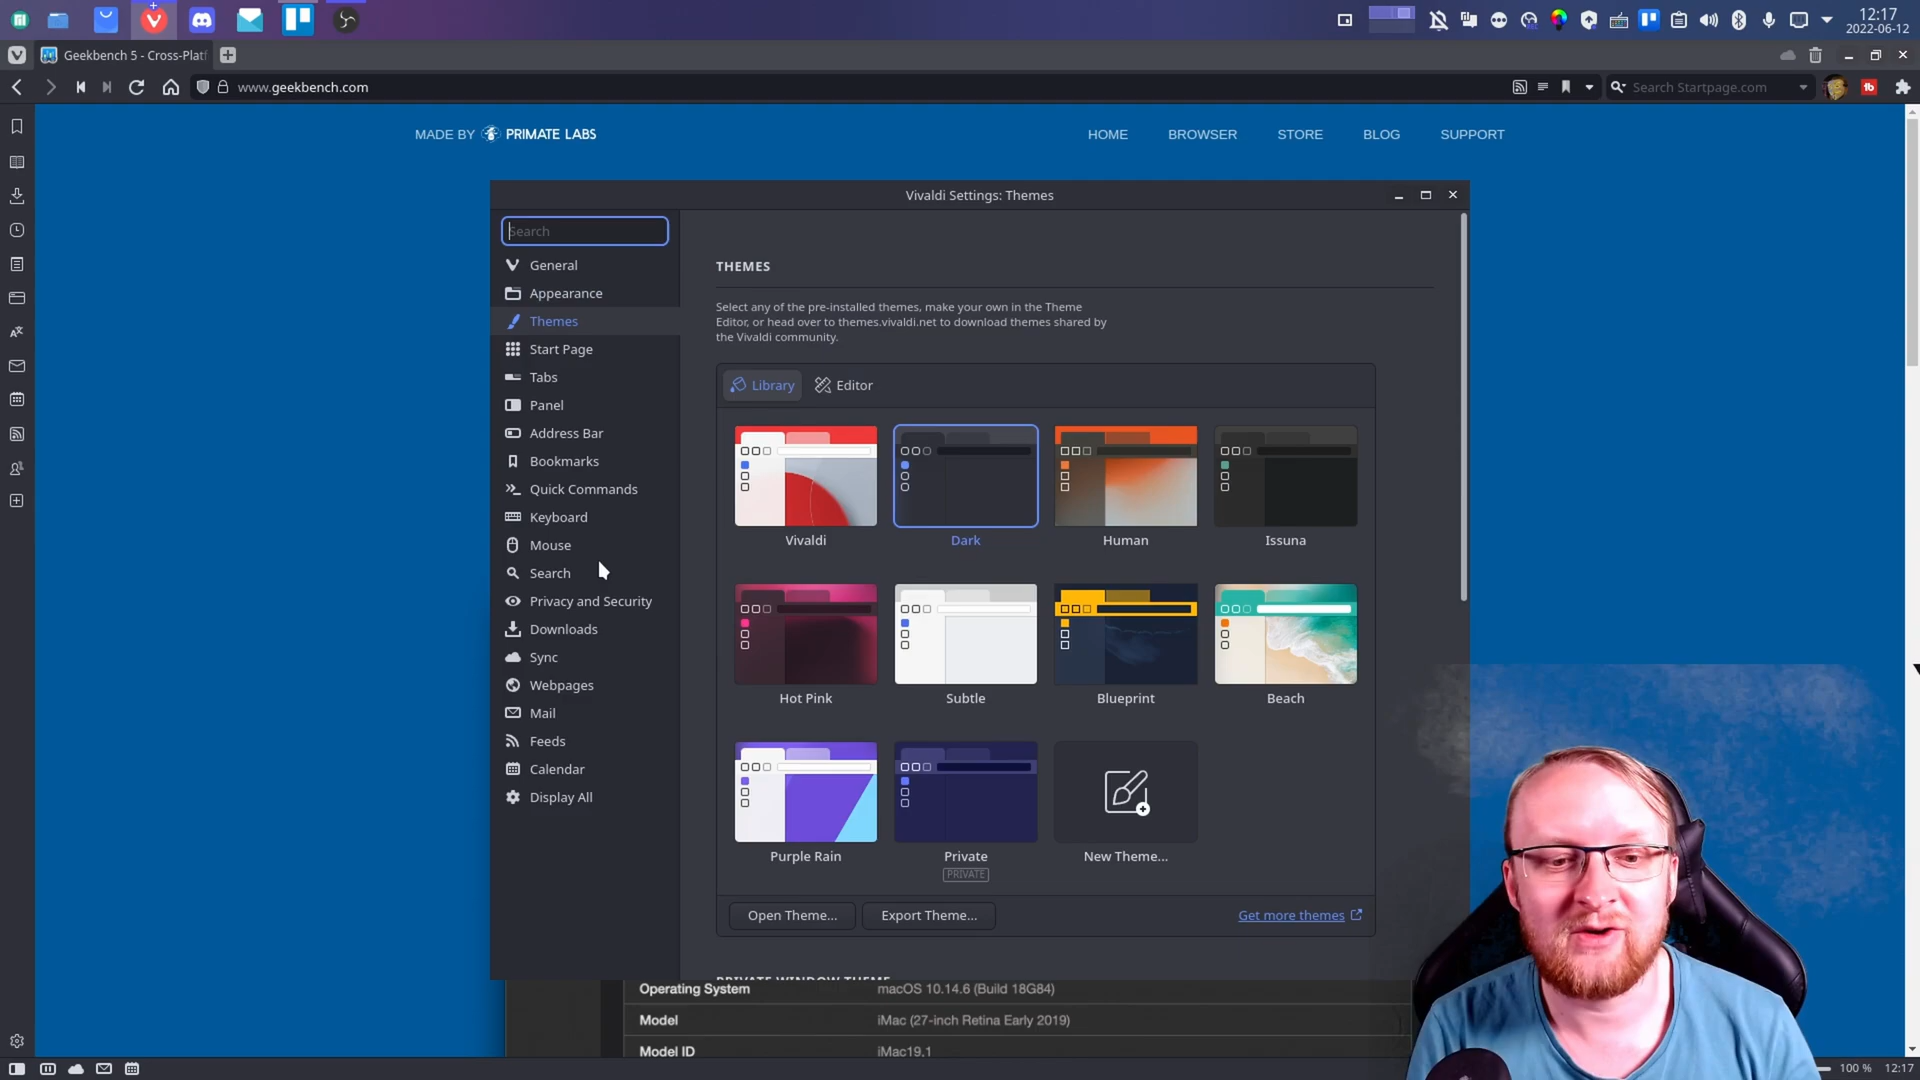 12:17
2022-06-12
Geekbench 5 - Cross-Platf
www.geekbench.com
Search Startpage.com
MADE BY PRIMATE LABS
HOME
BROWSER
STORE
BLOG
SUPPORT
Vivaldi Settings: Themes
Search
General
Appearance
Themes
Start Page
Tabs
Panel
Address Bar
Bookmarks
Quick Commands
Keyboard
Mouse
Search
Privacy and Security
Downloads
Sync
Webpages
Mail
Feeds
Calendar
Display All
THEMES
Select any of the pre-installed themes, make your own in the Theme
Editor, or head over to themes.vivaldi.net to download themes shared by
the Vivaldi community.
Library
Editor
Vivaldi
Dark
Human
Issuna
Hot Pink
Subtle
Blueprint
Beach
Purple Rain
Private
PRIVATE
New Theme...
Open Theme...
Export Theme...
Get more themes
PRIVATE WINDOW THEME
Operating System macOS 10.14.6 (Build 18G84)
Model iMac (27-inch Retina Early 2019)
Model ID iMac19,1
100 %
12:17